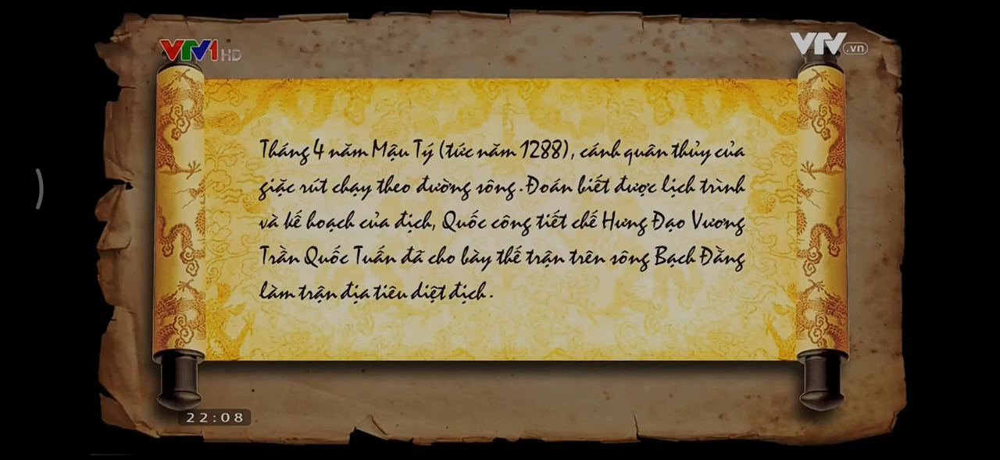 VTV1 HD
VTV.vn
Tháng 4 năm Mậu Tý (tức năm 1288), cánh quân thủy của
giặc rút chạy theo đường sông. Đoán biết được lịch trình
và kế hoạch của địch, Quốc công tiết chế Hưng Đạo Vương
Trần Quốc Tuấn đã cho bày thế trận trên sông Bạch Đằng
làm trận địa tiêu diệt địch.
22:08